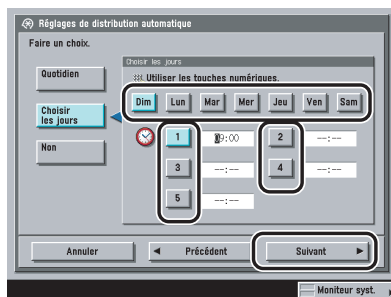 Réglages de distribution automatique
Faire un choix.
Choisir les jours
Quotidien
Utiliser les touches numériques.
Dim Lun Mar Mer Jeu Ven Sam
Choisir
les jours
1 09:00 2 --:--
Non
3 --:-- 4 --:--
5 --:--
Annuler Précédent Suivant
Moniteur syst.